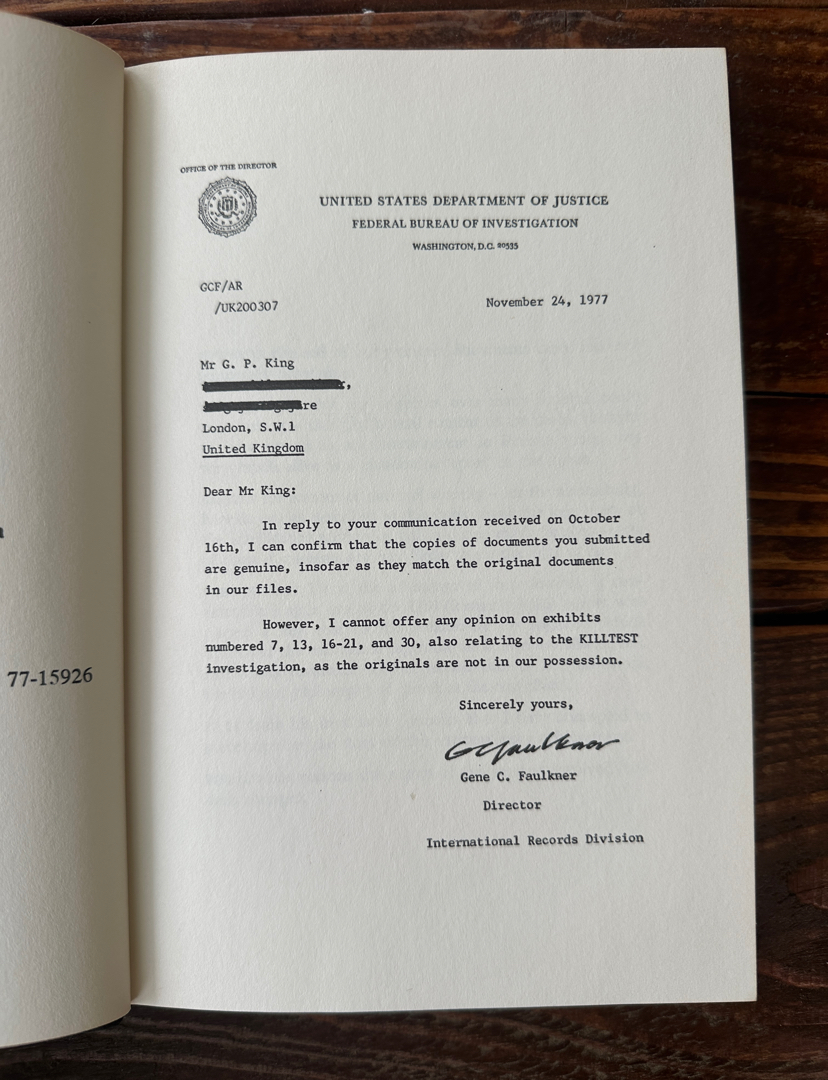 77-15926
OFFICE OF THE DIRECTOR
UNITED STATES DEPARTMENT OF JUSTICE
FEDERAL BUREAU OF INVESTIGATION
WASHINGTON, D.C. 20535
GCF/AR
/UK200307
November 24, 1977
Mr G. P. King
,
re
London, S.W.1
United Kingdom
Dear Mr King:
In reply to your communication received on October
16th, I can confirm that the copies of documents you submitted
are genuine, insofar as they match the original documents
in our files.
However, I cannot offer any opinion on exhibits
numbered 7, 13, 16-21, and 30, also relating to the KILLTEST
investigation, as the originals are not in our possession.
Sincerely yours,
GCFaulkner
Gene C. Faulkner
Director
International Records Division